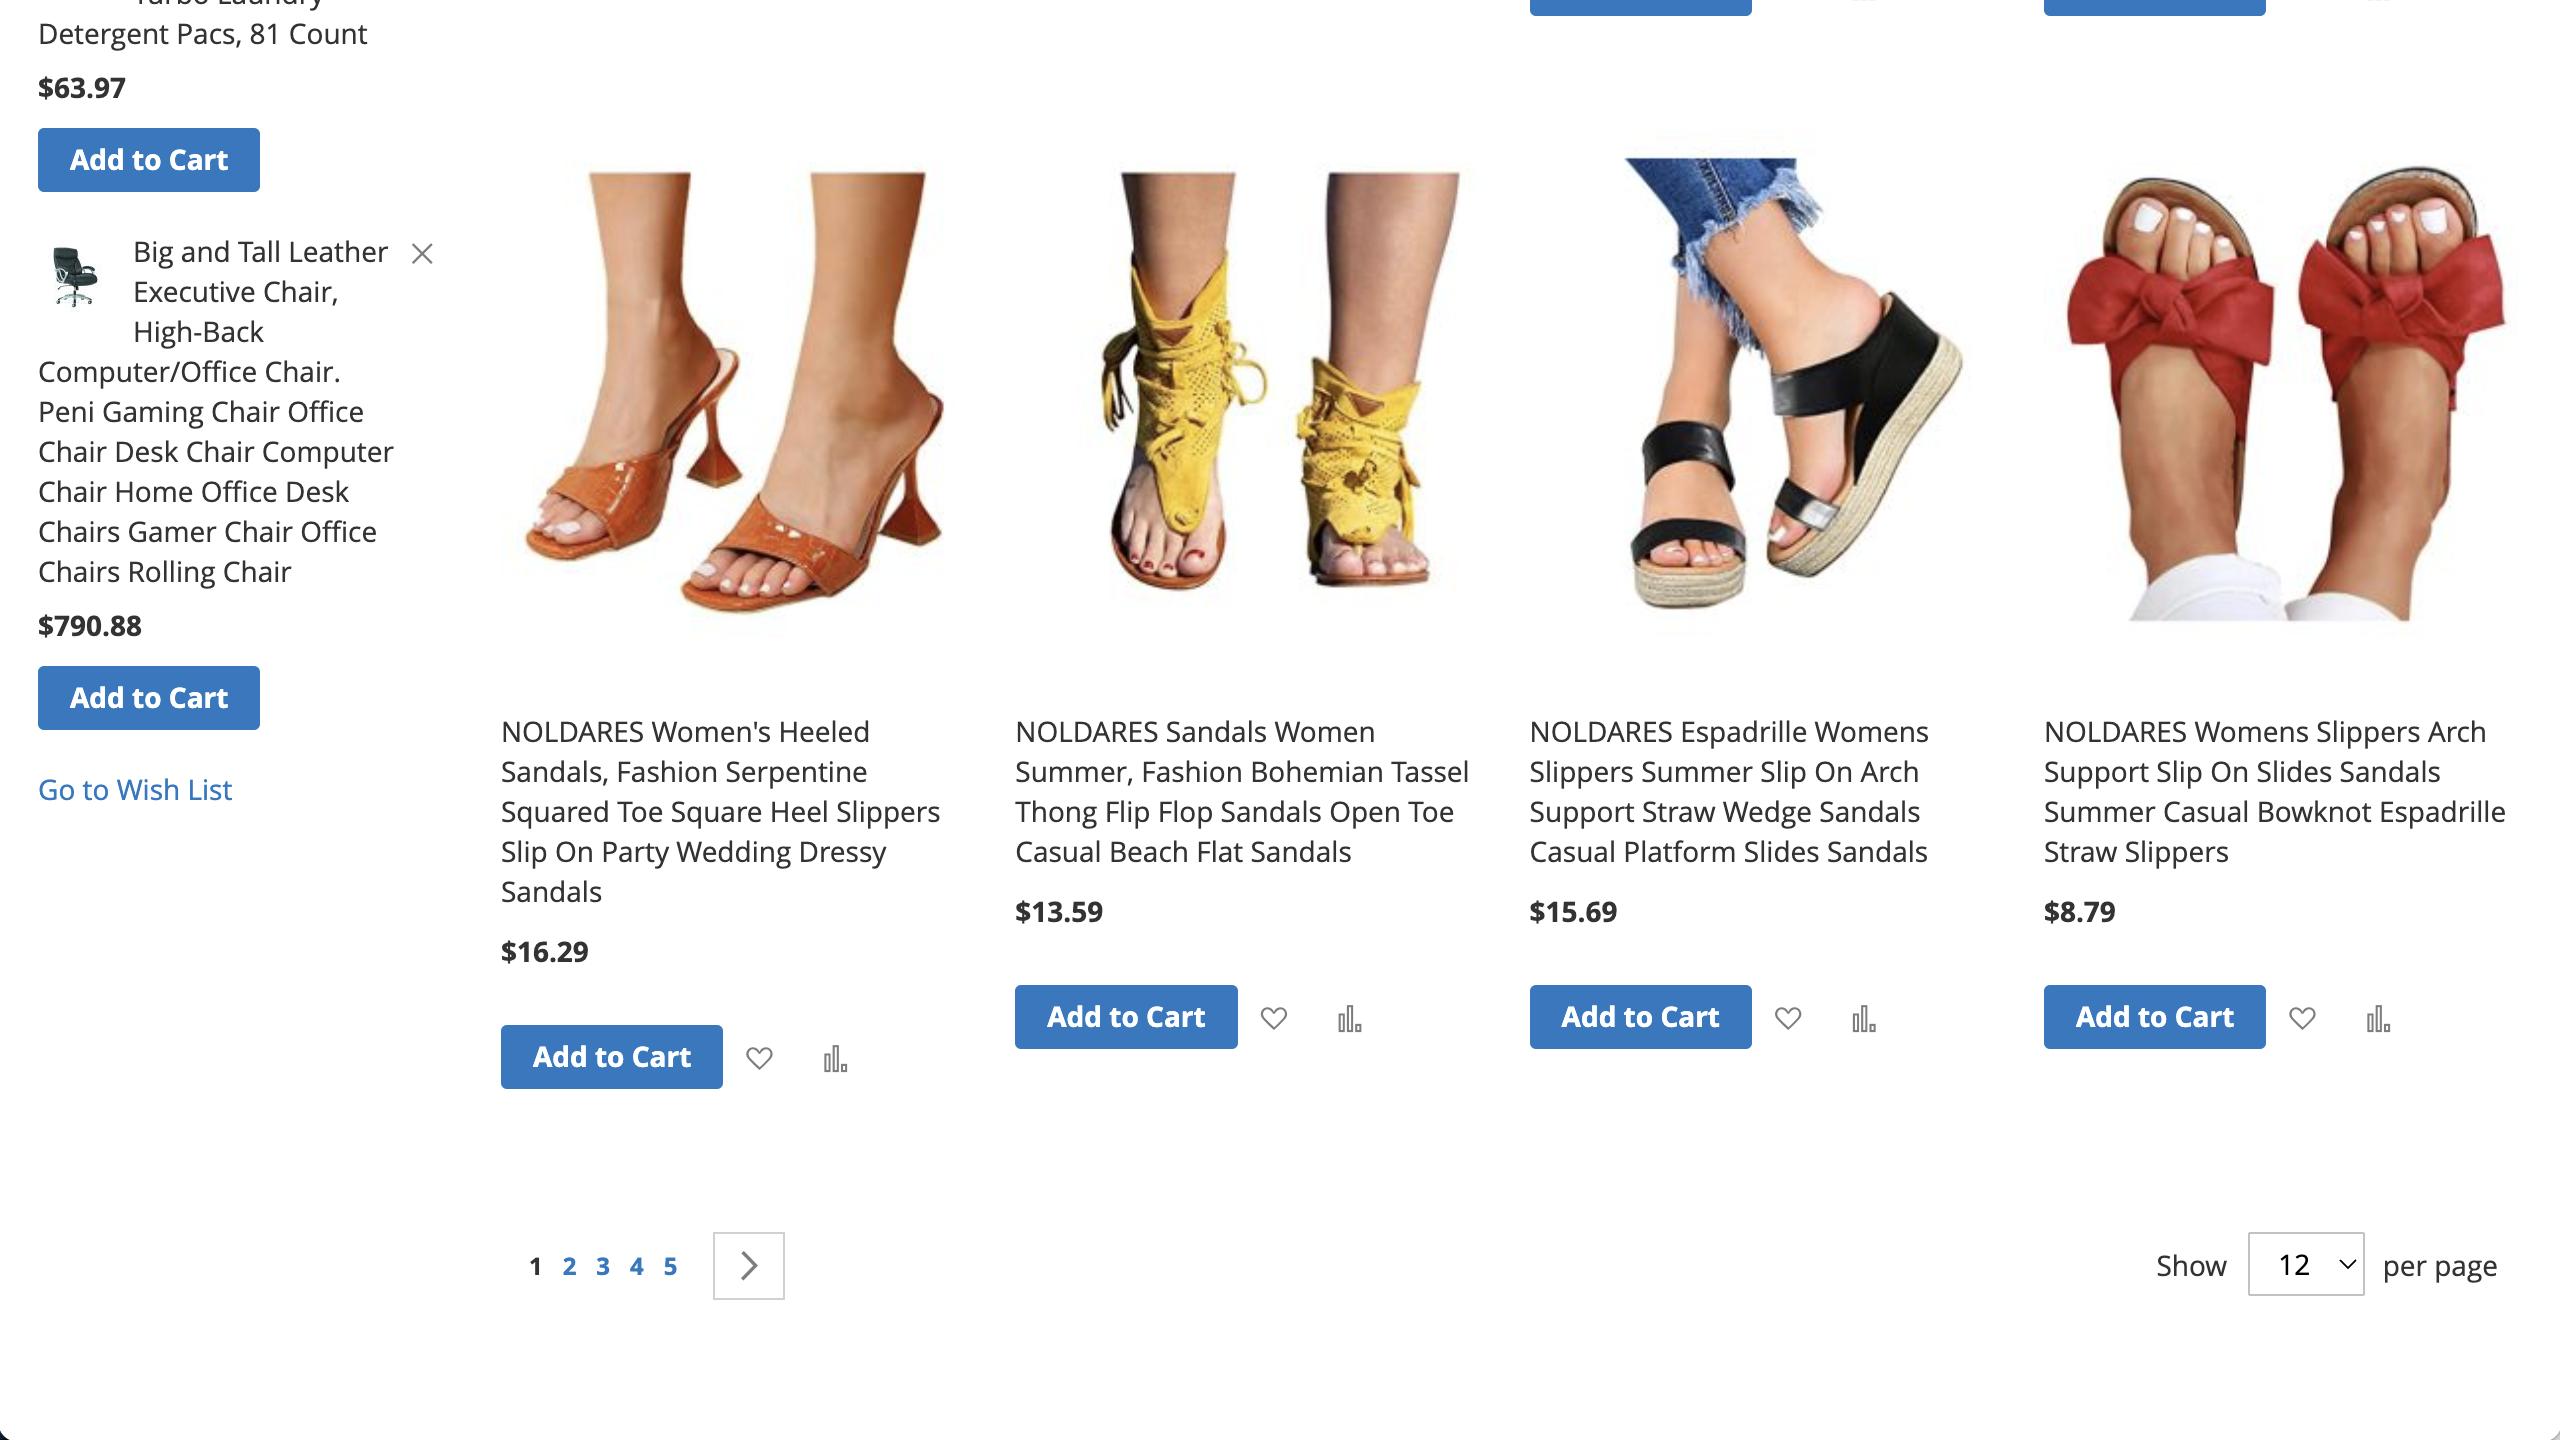 Detergent Pacs, 81 Count
$63.97
Add to Cart
Big and Tall Leather
Executive Chair,
High-Back
Computer/Office Chair.
Peni Gaming Chair Office
Chair Desk Chair Computer
Chair Home Office Desk
Chairs Gamer Chair Office
Chairs Rolling Chair
$790.88
Add to Cart
Go to Wish List
NOLDARES Women's Heeled
Sandals, Fashion Serpentine
Squared Toe Square Heel Slippers
Slip On Party Wedding Dressy
Sandals
$16.29
Add to Cart
NOLDARES Sandals Women
Summer, Fashion Bohemian Tassel
Thong Flip Flop Sandals Open Toe
Casual Beach Flat Sandals
$13.59
Add to Cart
NOLDARES Espadrille Womens
Slippers Summer Slip On Arch
Support Straw Wedge Sandals
Casual Platform Slides Sandals
$15.69
Add to Cart
NOLDARES Womens Slippers Arch
Support Slip On Slides Sandals
Summer Casual Bowknot Espadrille
Straw Slippers
$8.79
Add to Cart
1 2 3 4 5
Show 12 per page